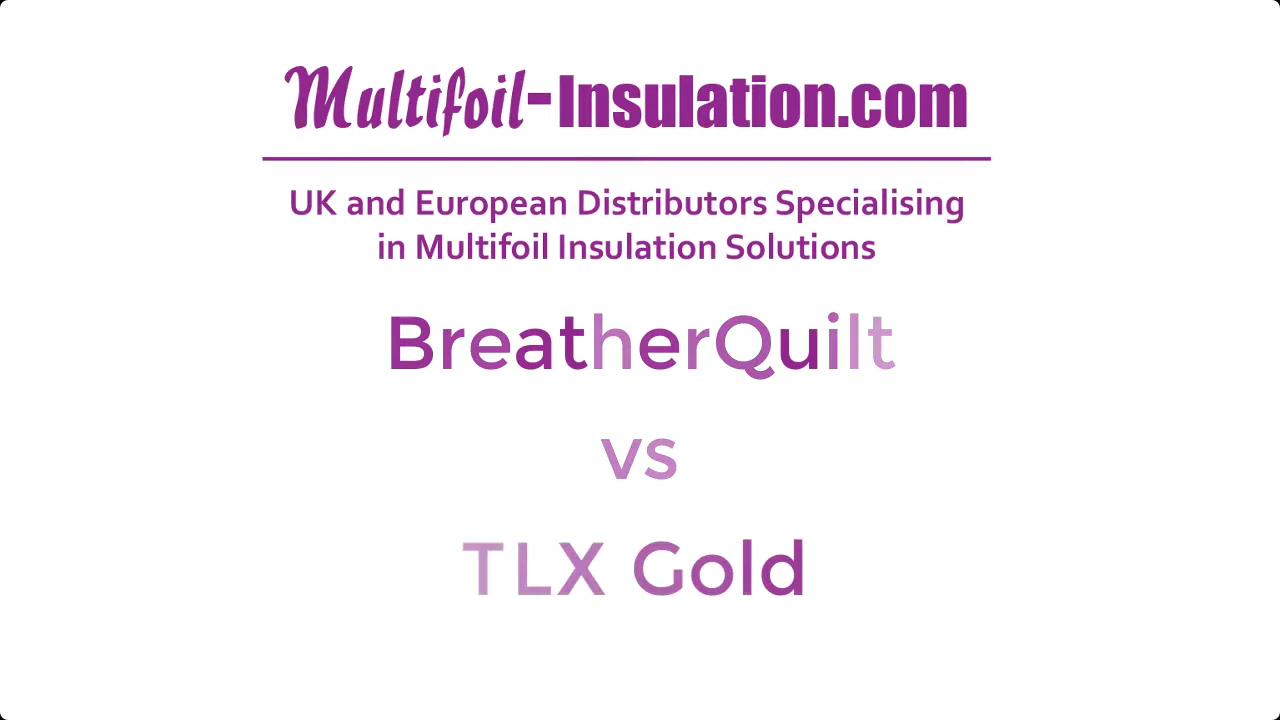 Multifoil-Insulation.com
UK and European Distributors Specialising
in Multifoil Insulation Solutions
BreatherQuilt
vs
TLX Gold